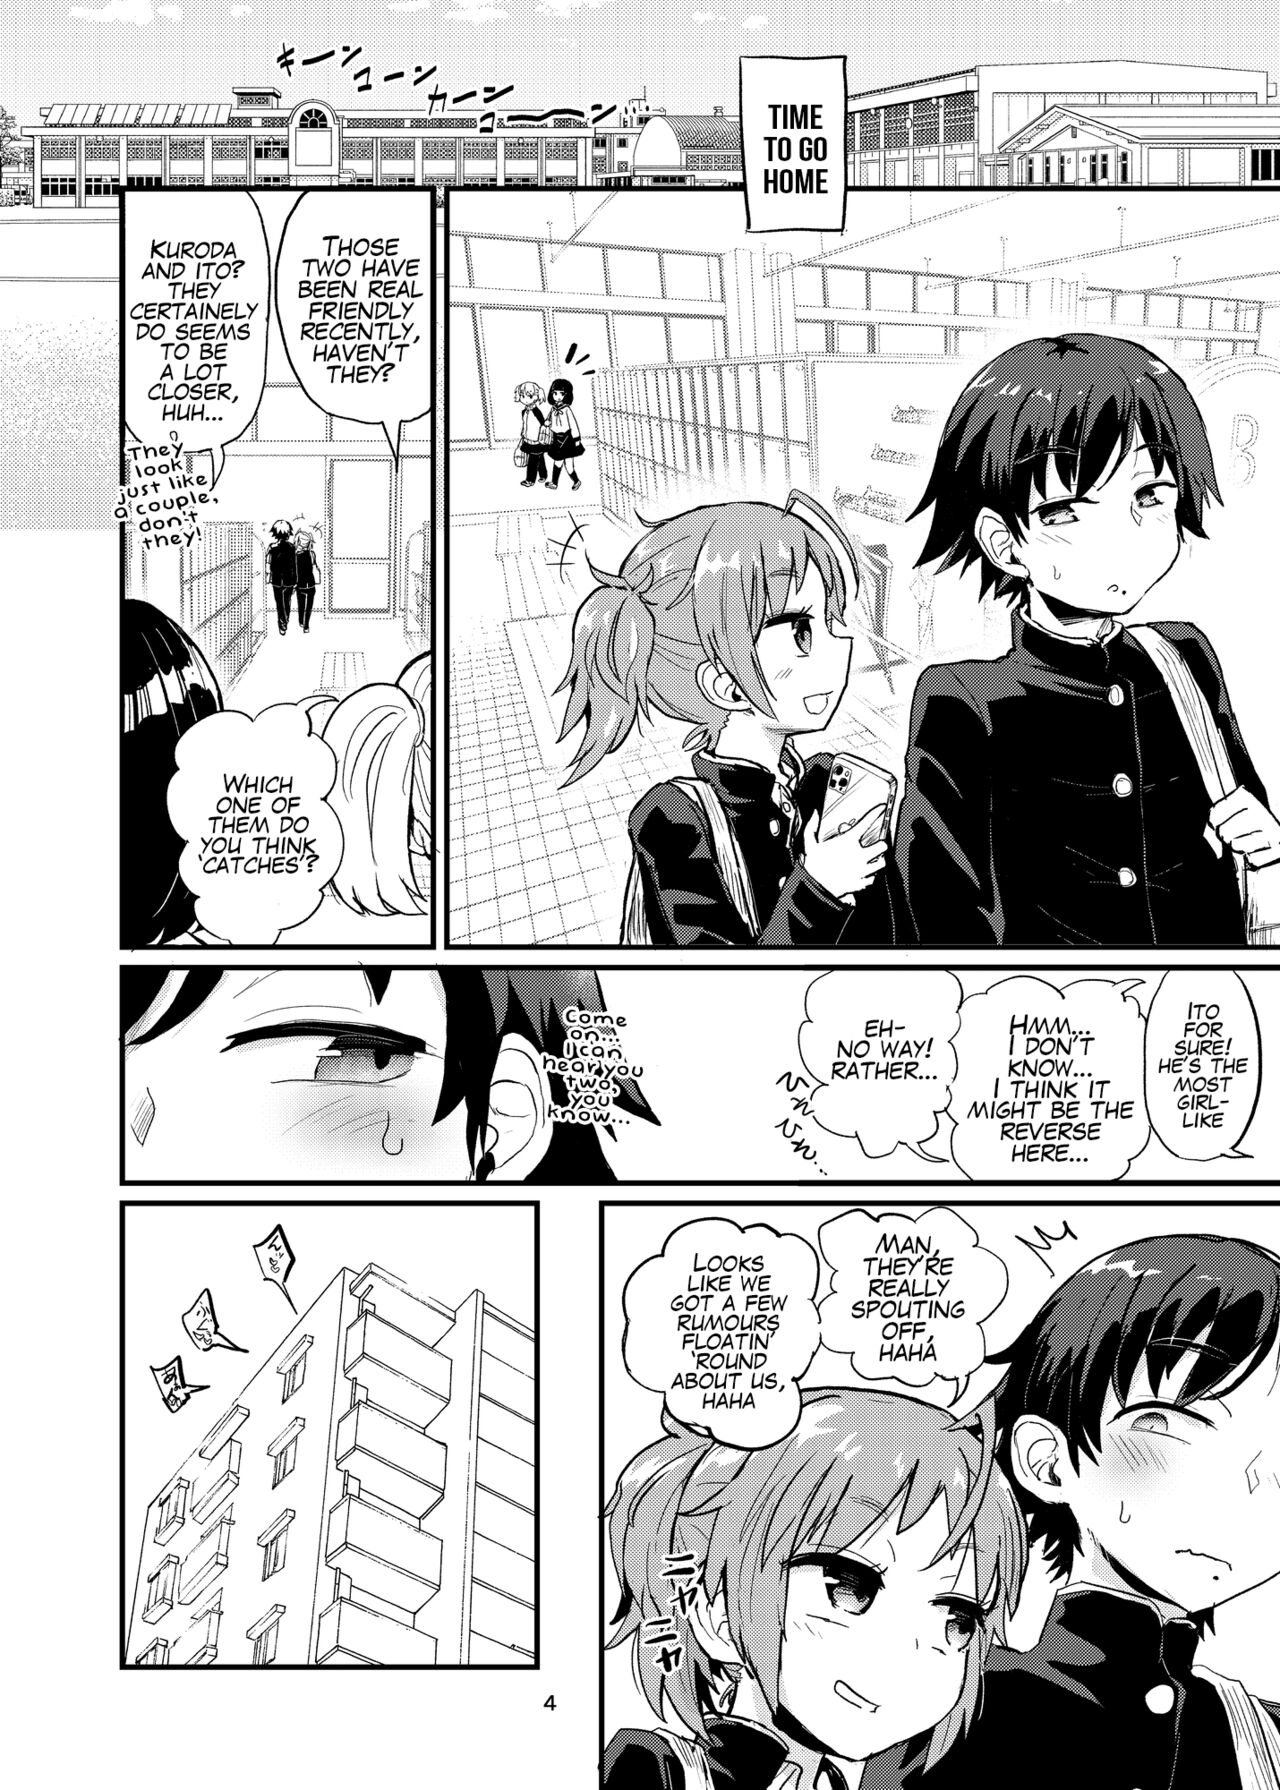 キーンコーンカーンコーン...
TIME
TO GO
HOME
THOSE
TWO HAVE
BEEN REAL
FRIENDLY
RECENTLY,
HAVEN'T
THEY?
KURODA
AND ITO?
THEY
CERTAINELY
DO SEEMS
TO BE
A LOT
CLOSER,
HUH...
They
look
just like
a couple,
don't
they!
WHICH
ONE OF
THEM DO
YOU THINK
'CATCHES'?
B
ITO
FOR
SURE!
HE'S THE
MOST
GIRL-
LIKE
HMM...
I DON'T
KNOW...
I THINK IT
MIGHT BE THE
REVERSE
HERE...
EH-
NO WAY!
RATHER...
Come
on...
I can
hear you
two,
you
know...
MAN,
THEY'RE
REALLY
SPOUTING
OFF,
HAHA
LOOKS
LIKE WE
GOT A FEW
RUMOURS
FLOATIN'
'ROUND
ABOUT US,
HAHA
ニヤ
ニヤ
4